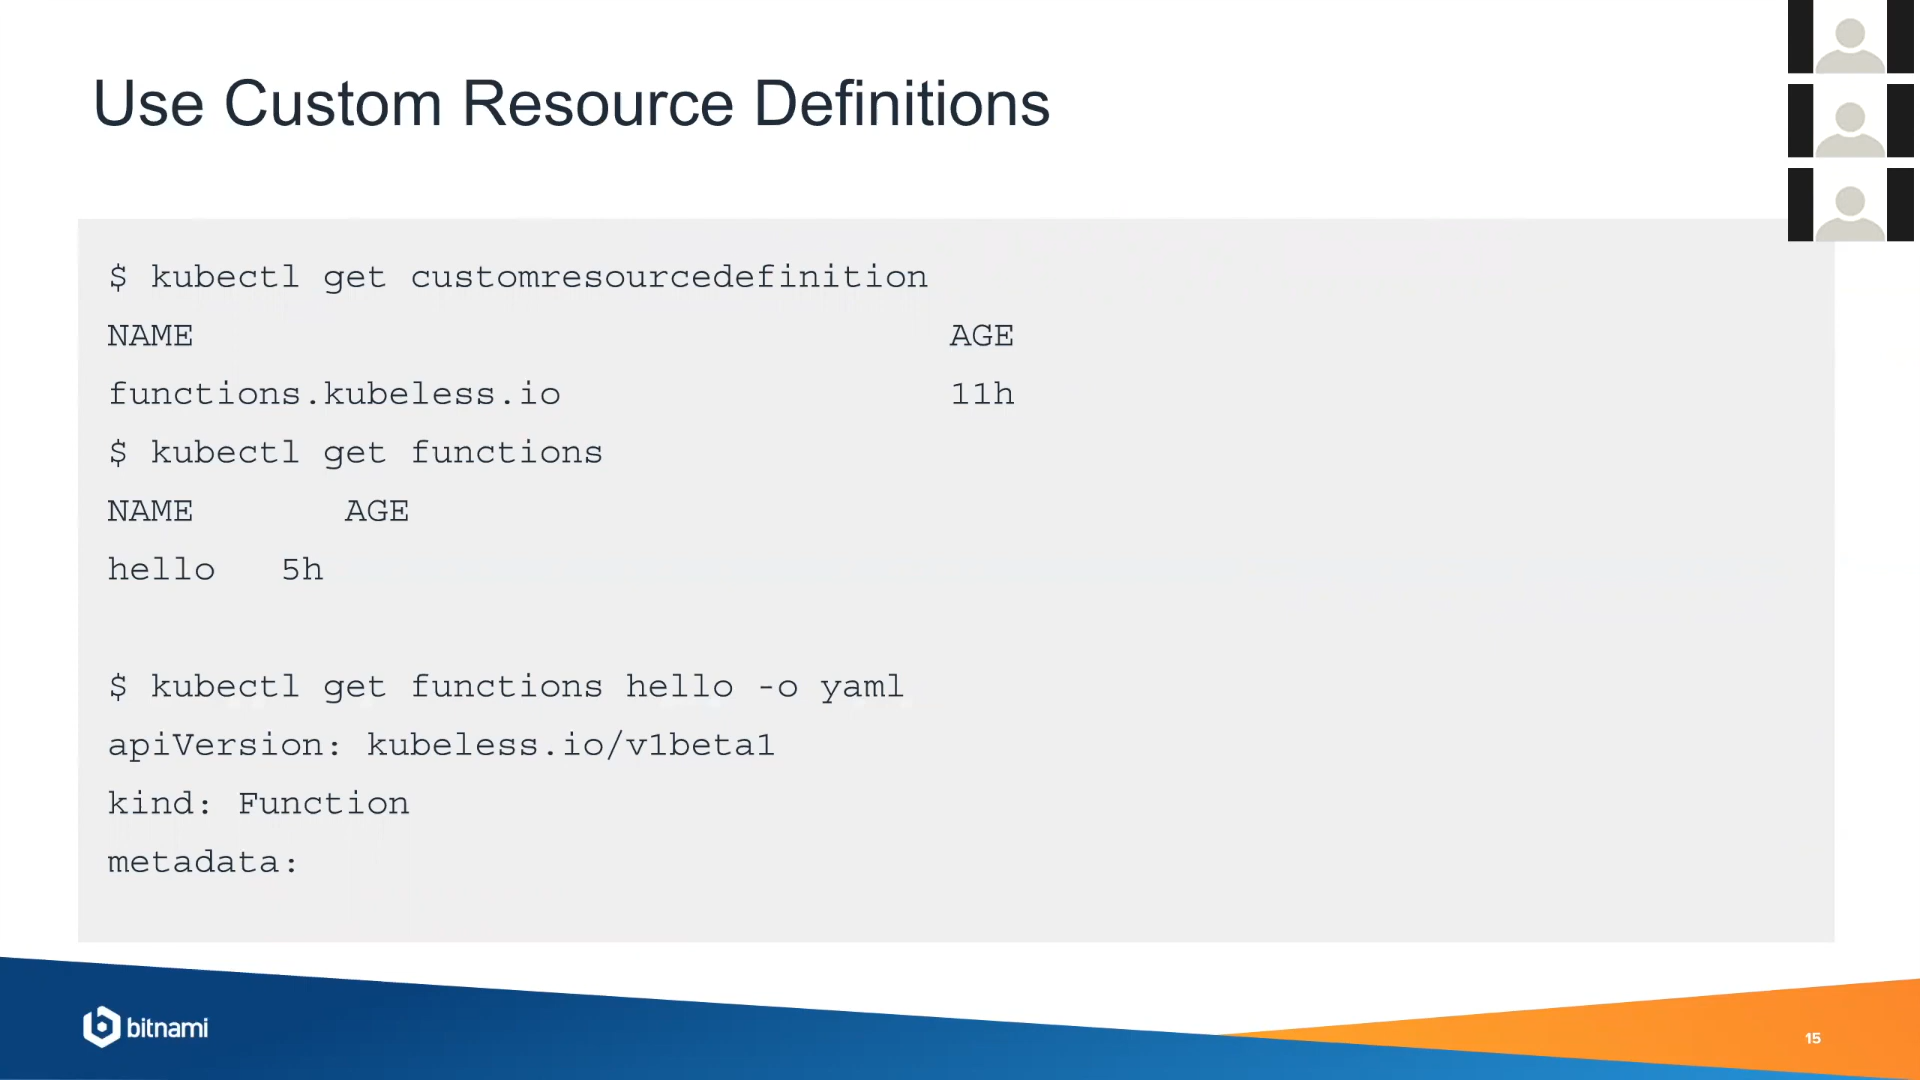 Use Custom Resource Definitions
$ kubectl get customresourcedefinition
NAME                                   AGE
functions.kubeless.io                  11h
$ kubectl get functions
NAME       AGE
hello   5h
$ kubectl get functions hello -o yaml
apiVersion: kubeless.io/v1beta1
kind: Function
metadata:
bitnami
15